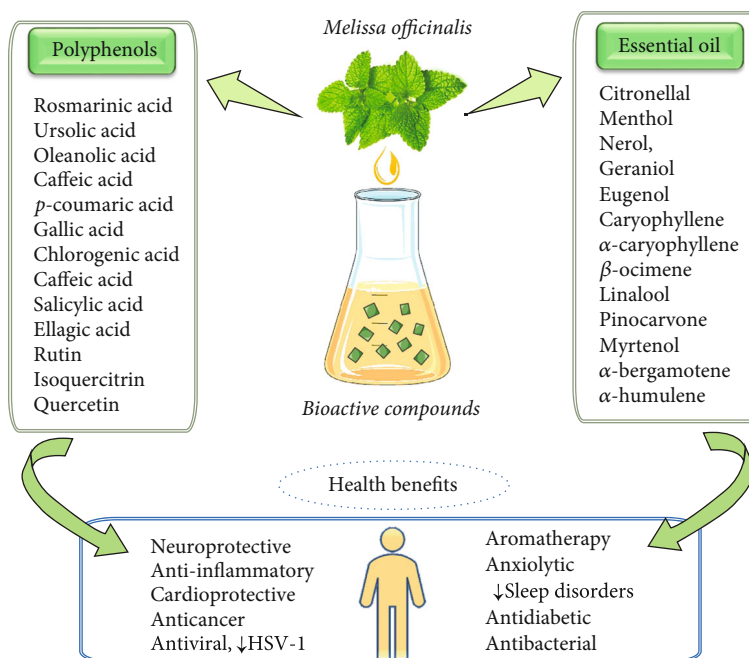 Melissa officinalis
Polyphenols
Rosmarinic acid
Ursolic acid
Oleanolic acid
Caffeic acid
p-coumaric acid
Gallic acid
Chlorogenic acid
Caffeic acid
Salicylic acid
Ellagic acid
Rutin
Isoquercitrin
Quercetin
Essential oil
Citronellal
Menthol
Nerol,
Geraniol
Eugenol
Caryophyllene
α-caryophyllene
β-ocimene
Linalool
Pinocarvone
Myrtenol
α-bergamotene
α-humulene
Bioactive compounds
Health benefits
Neuroprotective
Anti-inflammatory
Cardioprotective
Anticancer
Antiviral, ↓HSV-1
Aromatherapy
Anxiolytic
↓Sleep disorders
Antidiabetic
Antibacterial